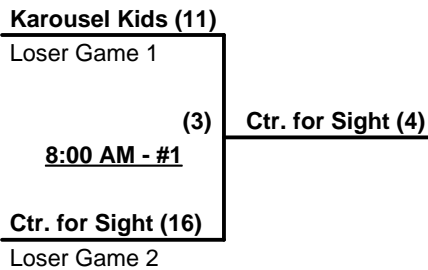 Karousel Kids (11)
Loser Game 1
(3)
Ctr. for Sight (4)
8:00 AM - #1
Ctr. for Sight (16)
Loser Game 2